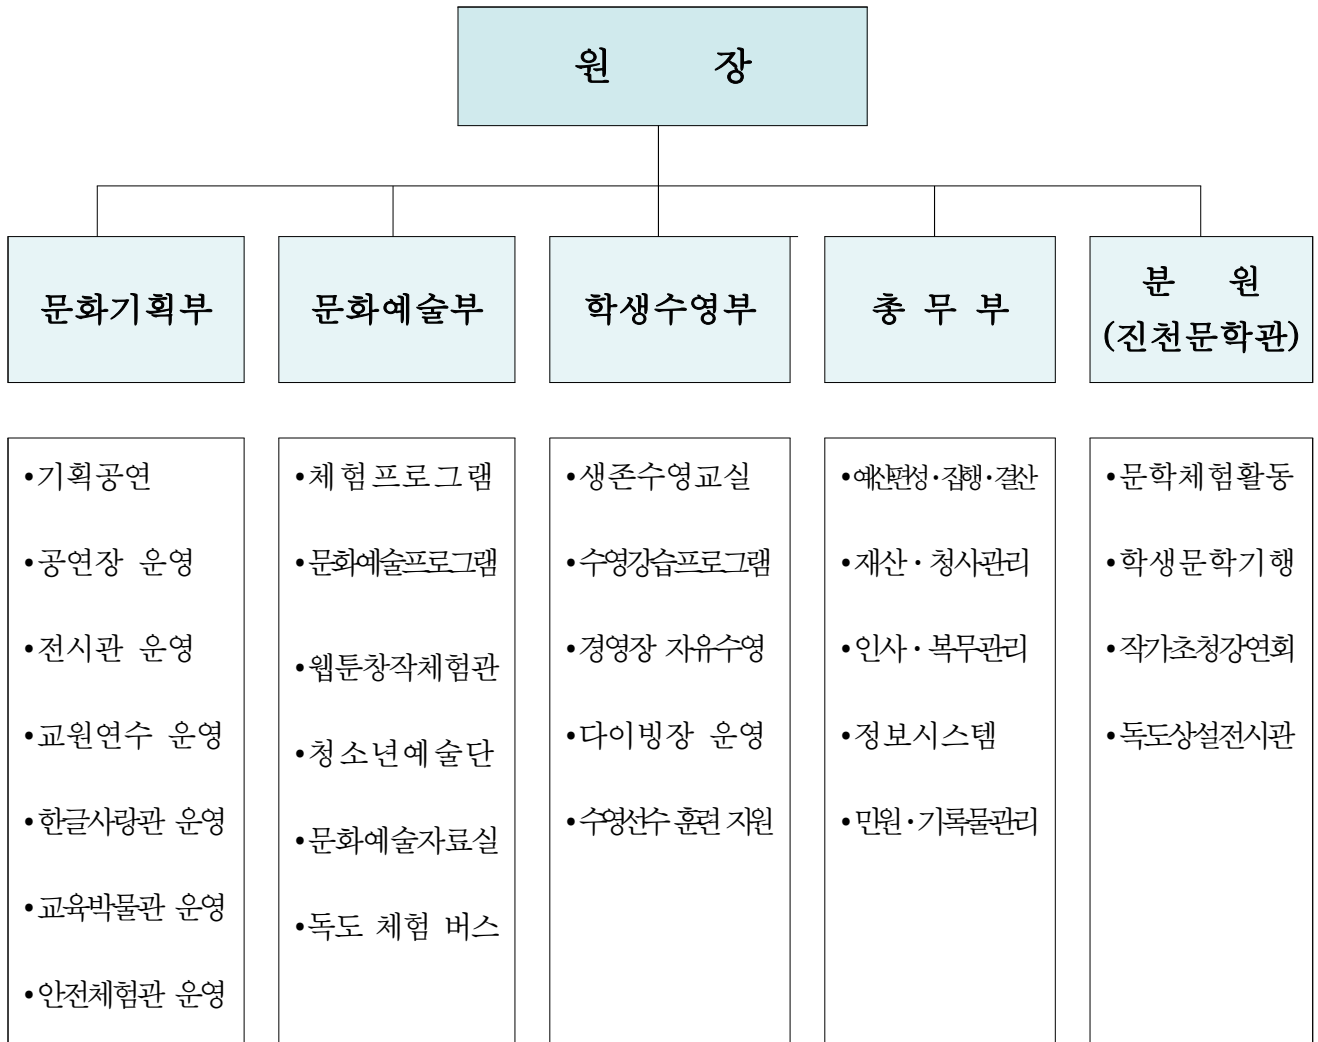 원 장
문화기획부
문화예술부
학생수영부
총 무 부
분 원
(진천문학관)
•기획공연
•공연장 운영
•전시관 운영
•교원연수 운영
•한글사랑관 운영
•교육박물관 운영
•안전체험관 운영
•체험프로그램
•문화예술프로그램
•웹툰창작체험관
•청소년예술단
•문화예술자료실
•독도 체험 버스
•생존수영교실
•수영강습프로그램
•경영장 자유수영
•다이빙장 운영
•수영선수 훈련 지원
•예산편성·집행·결산
•재산·청사관리
•인사·복무관리
•정보시스템
•민원·기록물관리
•문학체험활동
•학생문학기행
•작가초청강연회
•독도상설전시관